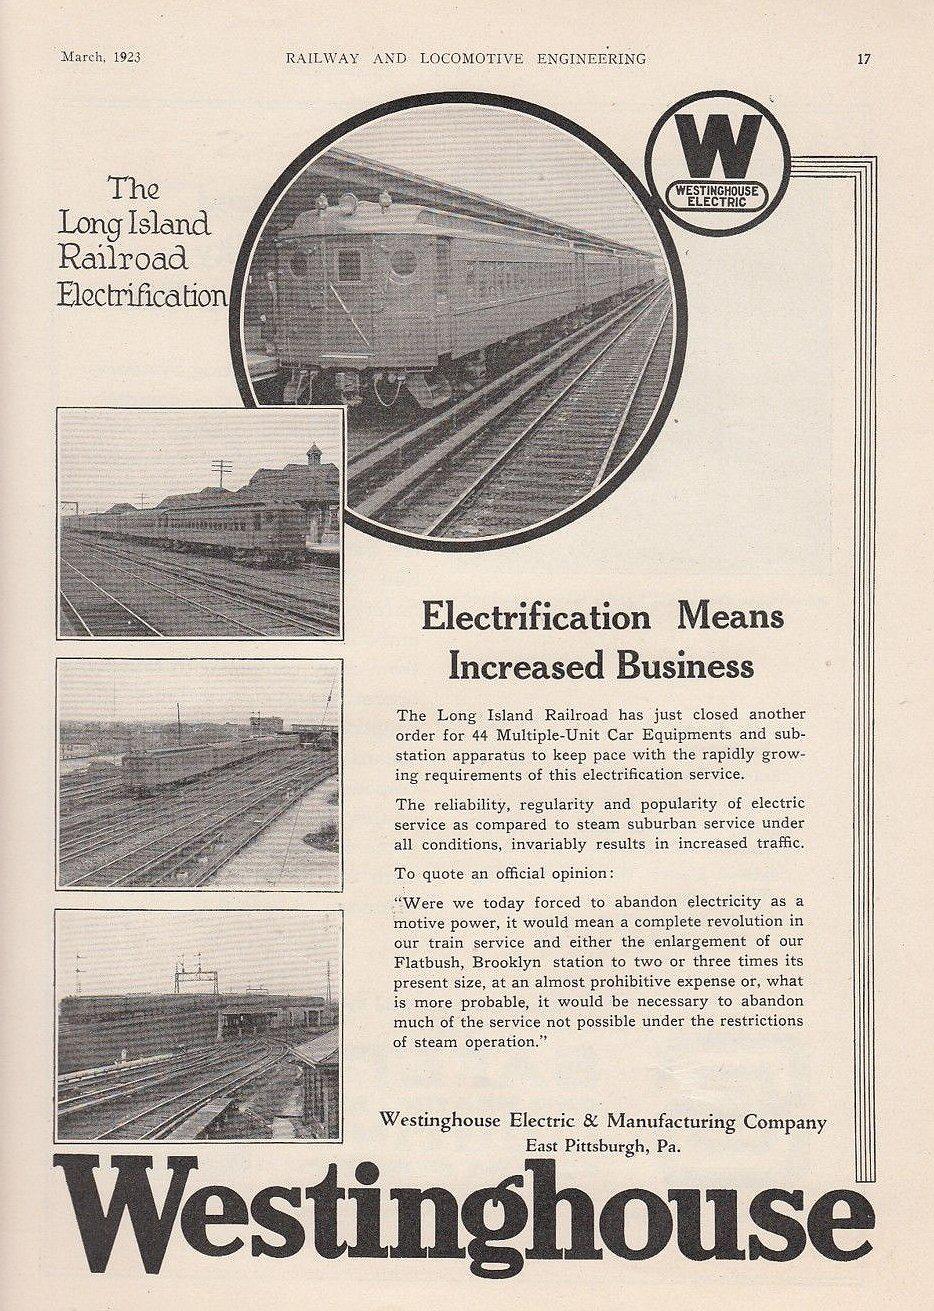 March, 1923
RAILWAY AND LOCOMOTIVE ENGINEERING
17
W
WESTINGHOUSE
ELECTRIC
The
Long Island
Railroad
Electrification
Electrification Means
Increased Business
The Long Island Railroad has just closed another
order for 44 Multiple-Unit Car Equipments and sub-
station apparatus to keep pace with the rapidly grow-
ing requirements of this electrification service.
The reliability, regularity and popularity of electric
service as compared to steam suburban service under
all conditions, invariably results in increased traffic.
To quote an official opinion:
“Were we today forced to abandon electricity as a
motive power, it would mean a complete revolution in
our train service and either the enlargement of our
Flatbush, Brooklyn station to two or three times its
present size, at an almost prohibitive expense or, what
is more probable, it would be necessary to abandon
much of the service not possible under the restrictions
of steam operation.”
Westinghouse Electric & Manufacturing Company
East Pittsburgh, Pa.
Westinghouse